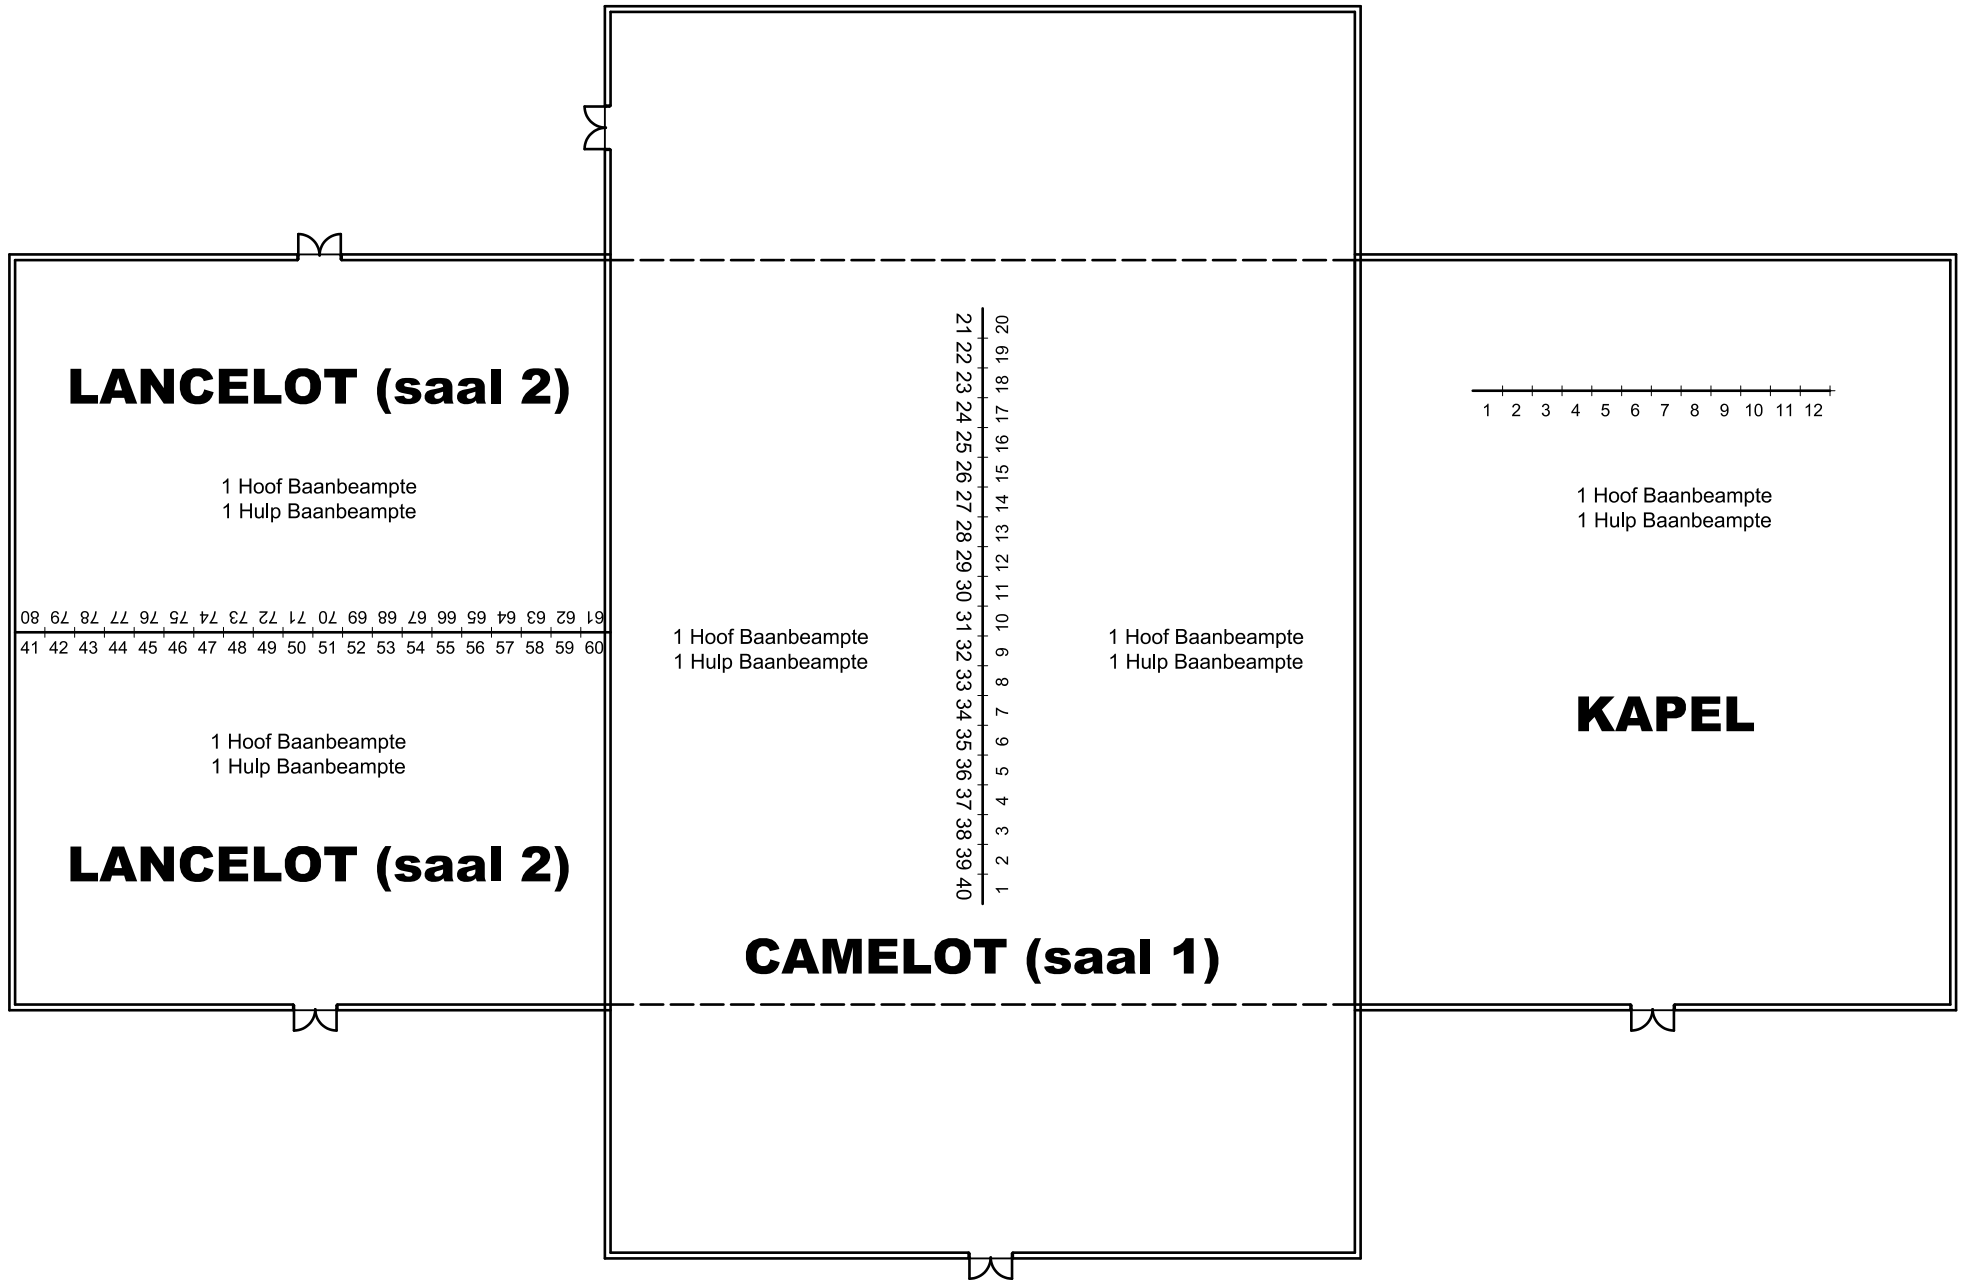 LANCELOT (saal 2)
1 Hoof Baanbeampte
1 Hulp Baanbeampte
80 79 78 77 76 75 74 73 72 71 70 69 68 67 66 65 64 63 62 61
41 42 43 44 45 46 47 48 49 50 51 52 53 54 55 56 57 58 59 60
1 Hoof Baanbeampte
1 Hulp Baanbeampte
LANCELOT (saal 2)
1 Hoof Baanbeampte
1 Hulp Baanbeampte
21 22 23 24 25 26 27 28 29 30 31 32 33 34 35 36 37 38 39 40
1 2 3 4 5 6 7 8 9 10 11 12 13 14 15 16 17 18 19 20
1 Hoof Baanbeampte
1 Hulp Baanbeampte
CAMELOT (saal 1)
1 2 3 4 5 6 7 8 9 10 11 12
1 Hoof Baanbeampte
1 Hulp Baanbeampte
KAPEL